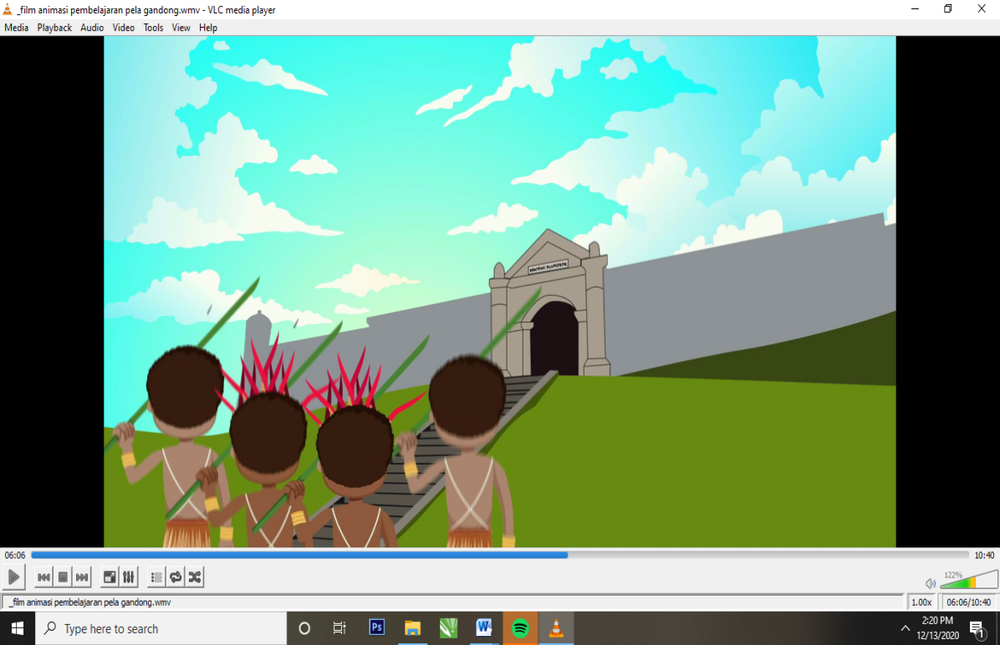 _film animasi pembelajaran pela gandong.wmv - VLC media player
Media Playback Audio Video Tools View Help
06:06 10:40
122%
_film animasi pembelajaran pela gandong.wmv 1.00x 06:06/10:40
Type here to search
Ps
W
2:20 PM
12/13/2020
1